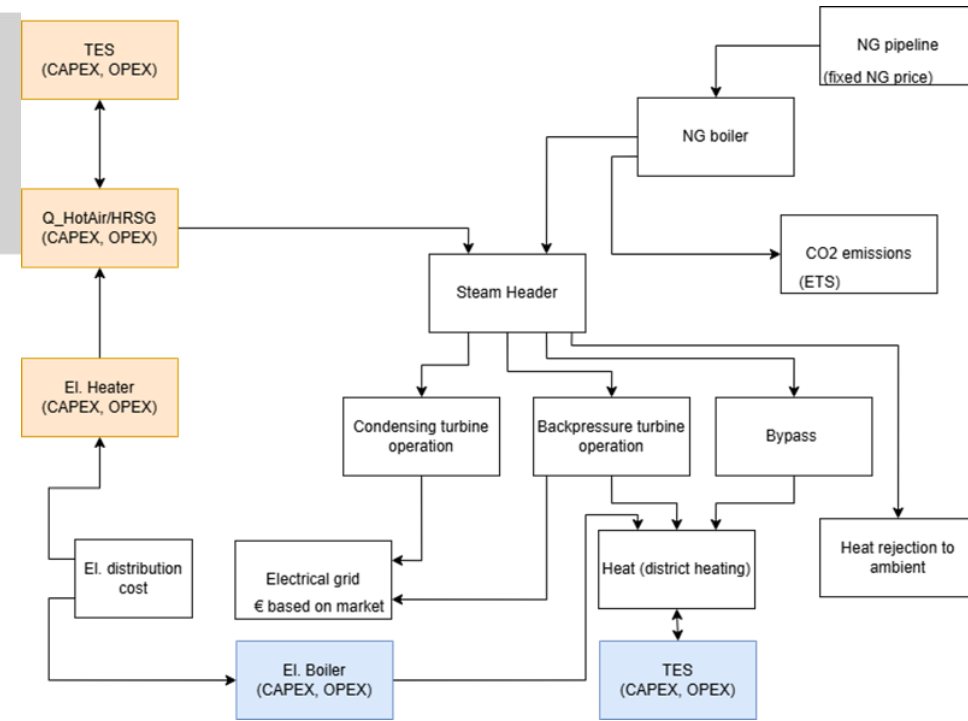 TES
(CAPEX, OPEX)
NG pipeline
(fixed NG price)
NG boiler
Q_HotAir/HRSG
(CAPEX, OPEX)
CO2 emissions
(ETS)
Steam Header
El. Heater
(CAPEX, OPEX)
Condensing turbine
operation
Backpressure turbine
operation
Bypass
El. distribution
cost
Electrical grid
€ based on market
Heat (district heating)
Heat rejection to
ambient
El. Boiler
(CAPEX, OPEX)
TES
(CAPEX, OPEX)